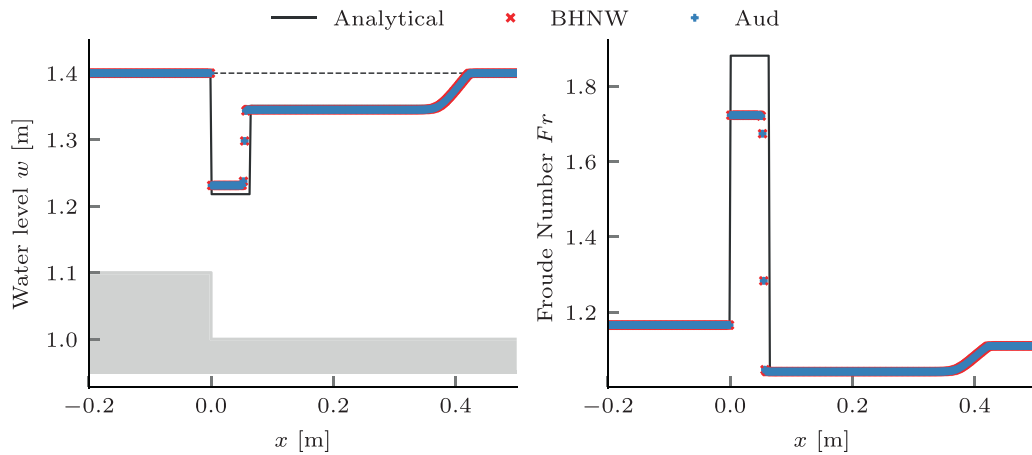 Analytical BHNW Aud
Water level w [m]
1.4
1.3
1.2
1.1
1.0
−0.2 0.0 0.2 0.4
x [m]
Froude Number Fr
1.8
1.6
1.4
1.2
−0.2 0.0 0.2 0.4
x [m]